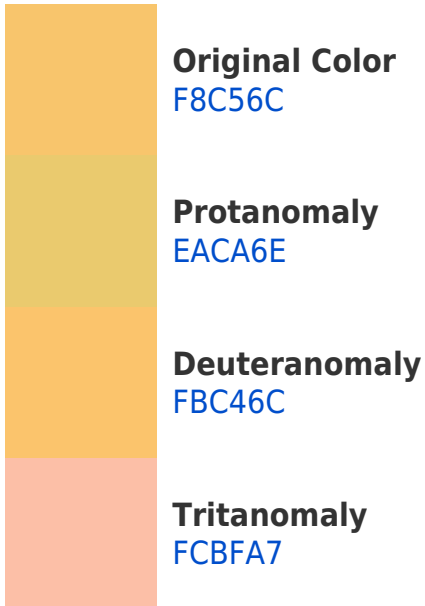 Original Color
F8C56C
Protanomaly
EACA6E
Deuteranomaly
FBC46C
Tritanomaly
FCBFA7